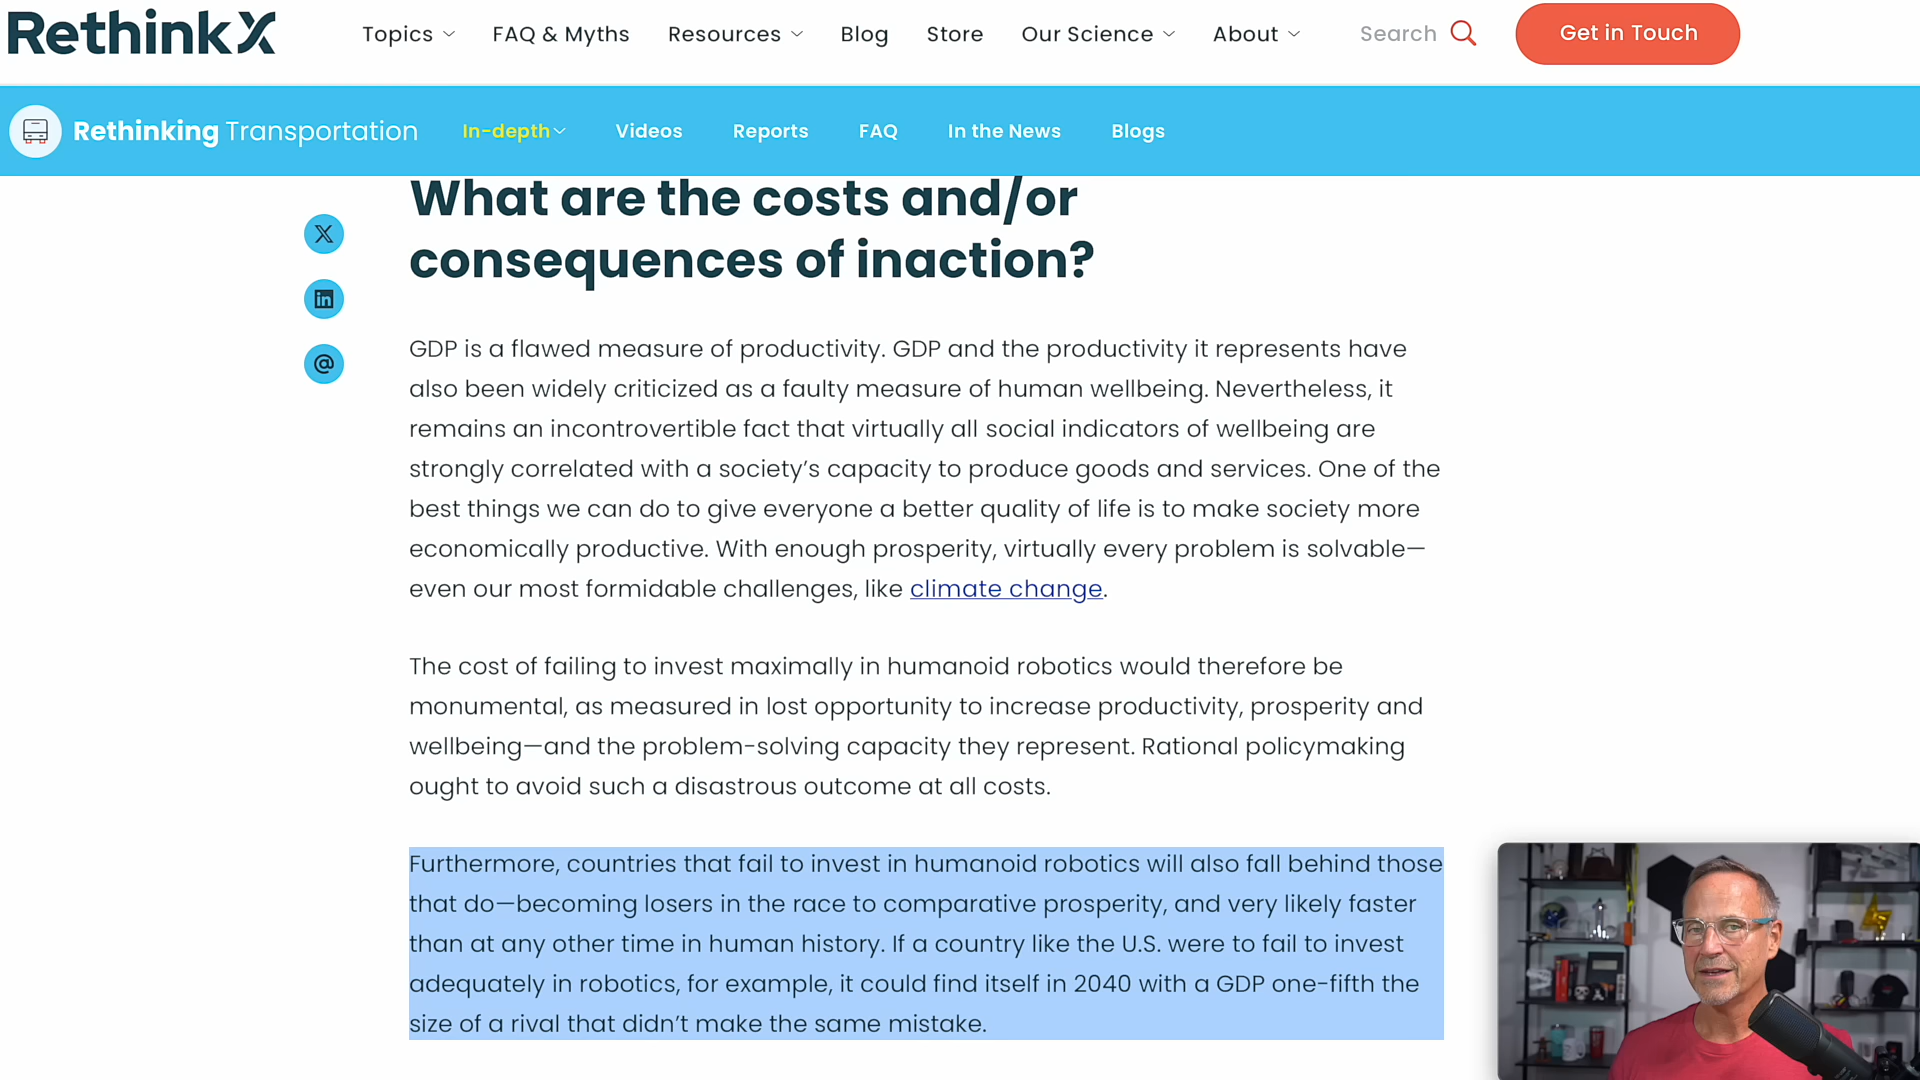 RethinkX
Topics
FAQ & Myths
Resources
Blog
Store
Our Science
About
Search
Get in Touch
Rethinking Transportation
In-depth
Videos
Reports
FAQ
In the News
Blogs
What are the costs and/or
consequences of inaction?
GDP is a flawed measure of productivity. GDP and the productivity it represents have
also been widely criticized as a faulty measure of human wellbeing. Nevertheless, it
remains an incontrovertible fact that virtually all social indicators of wellbeing are
strongly correlated with a society’s capacity to produce goods and services. One of the
best things we can do to give everyone a better quality of life is to make society more
economically productive. With enough prosperity, virtually every problem is solvable—
even our most formidable challenges, like climate change.
The cost of failing to invest maximally in humanoid robotics would therefore be
monumental, as measured in lost opportunity to increase productivity, prosperity and
wellbeing—and the problem-solving capacity they represent. Rational policymaking
ought to avoid such a disastrous outcome at all costs.
Furthermore, countries that fail to invest in humanoid robotics will also fall behind those
that do—becoming losers in the race to comparative prosperity, and very likely faster
than at any other time in human history. If a country like the U.S. were to fail to invest
adequately in robotics, for example, it could find itself in 2040 with a GDP one-fifth the
size of a rival that didn’t make the same mistake.